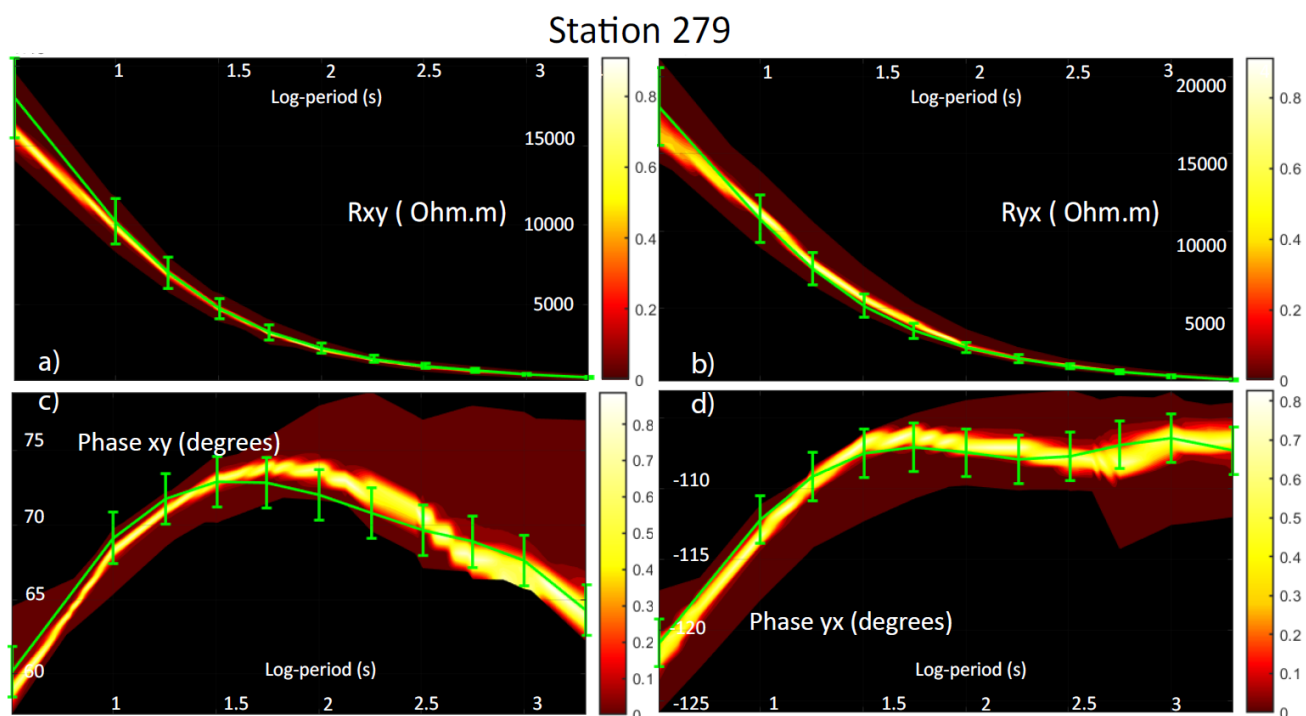 Station 279
1 1.5 2 2.5 3
Log-period (s)
15000
10000
5000
Rxy ( Ohm.m)
a)
0.8
0.6
0.4
0.2
0
1 1.5 2 2.5 3
Log-period (s)
20000
15000
10000
5000
Ryx ( Ohm.m)
b)
0.8
0.6
0.4
0.2
0
c)
Phase xy (degrees)
75
70
65
60
Log-period (s)
1 1.5 2 2.5 3
0.8
0.7
0.6
0.5
0.4
0.3
0.2
0.1
0
d)
-110
-115
-120
-125
Phase yx (degrees)
Log-period (s)
1 1.5 2 2.5 3
0.8
0.7
0.6
0.5
0.4
0.3
0.2
0.1
0